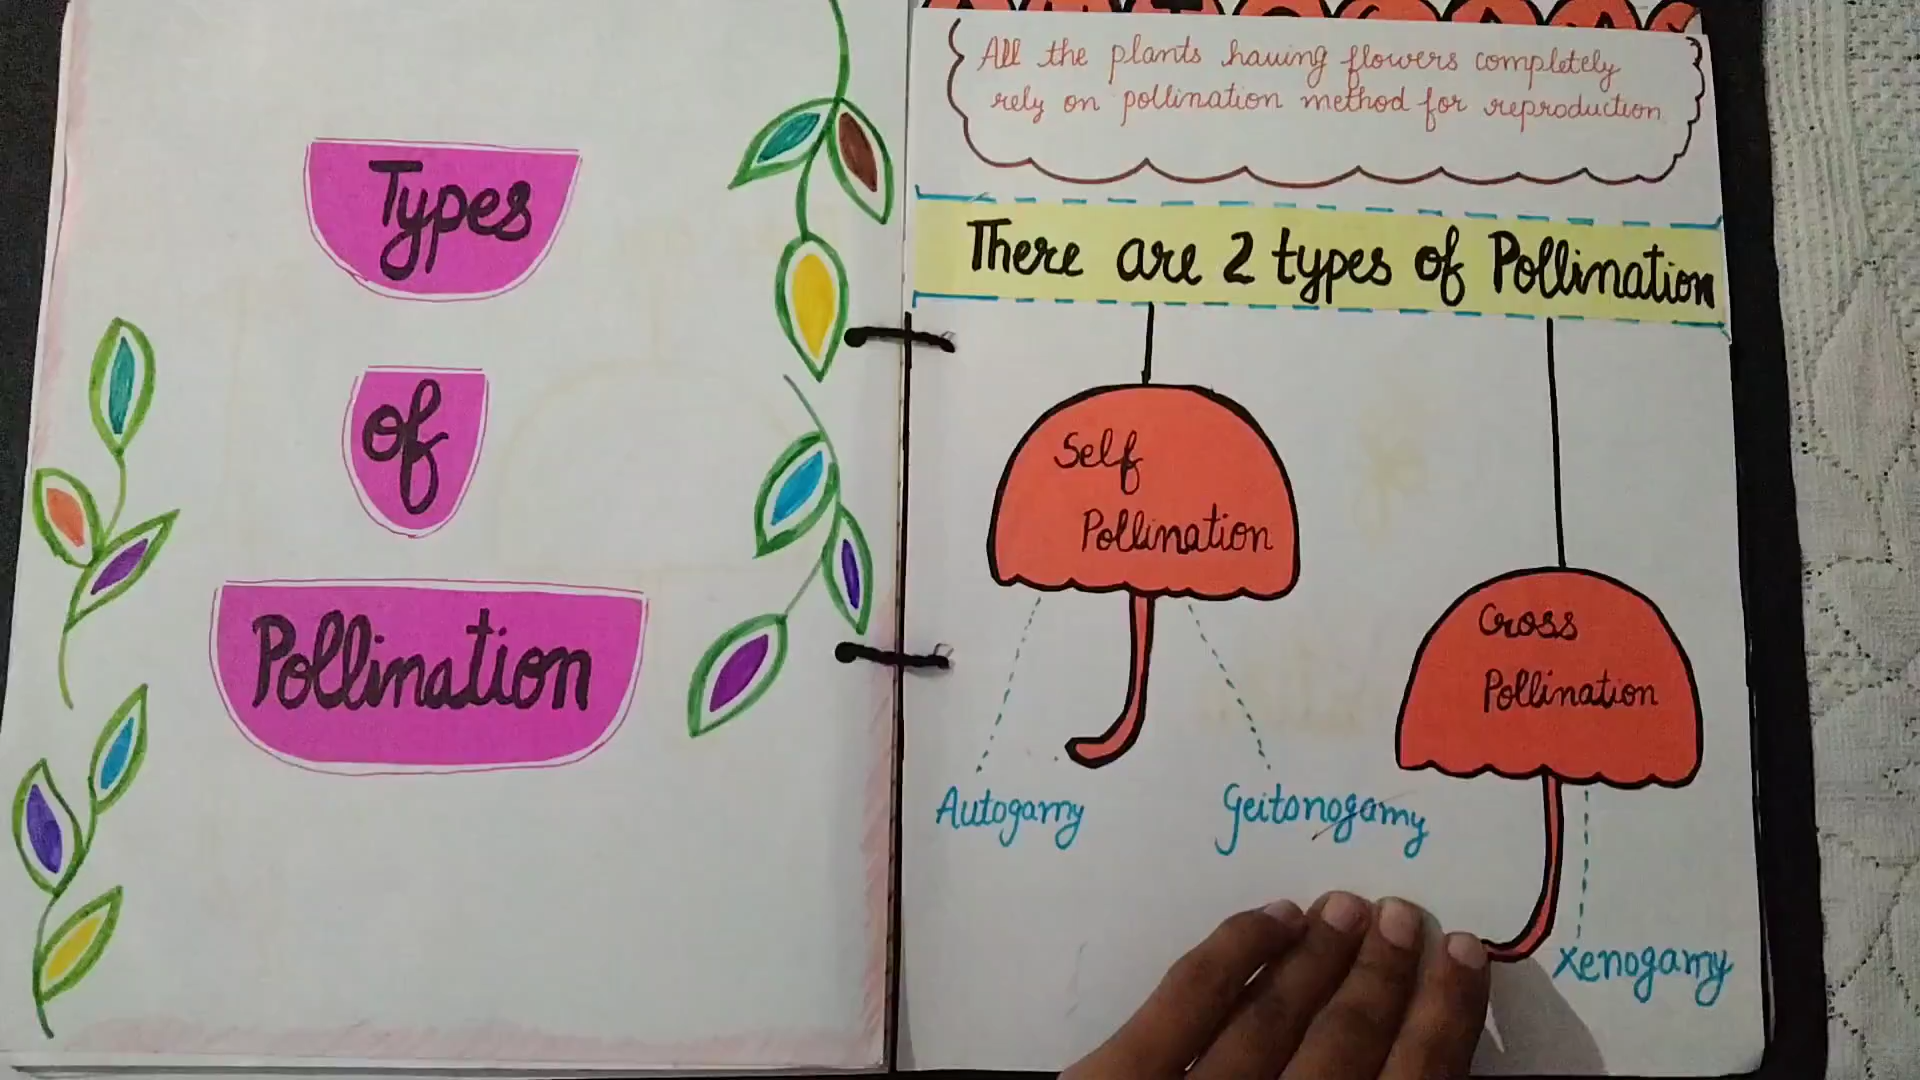 Types
of
Pollination
All the plants having flowers completely
rely on pollination method for reproduction
There are 2 types of Pollination
Self
Pollination
Cross
Pollination
Autogamy
Geitonogamy
Xenogamy